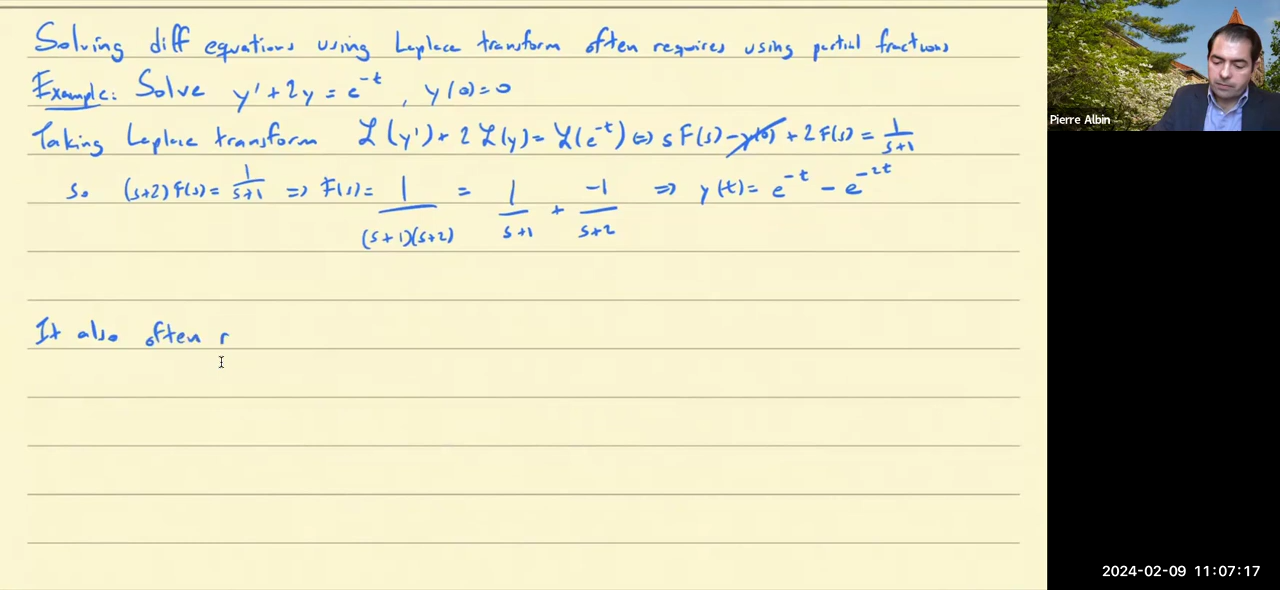 Solving diff equations using Laplace transform often requires using partial fractions
Example: Solve y' + 2y = e^{-t} , y(0)=0
Taking Laplace transform ℒ(y') + 2ℒ(y) = ℒ(e^{-t}) ⇔ sF(s) - y(0) + 2F(s) = 1/(s+1)
so (s+2)F(s) = 1/(s+1) ⇒ F(s) = 1/((s+1)(s+2)) = 1/(s+1) + -1/(s+2) ⇒ y(t) = e^{-t} - e^{-2t}
It also often r
Pierre Albin
2024-02-09 11:07:17